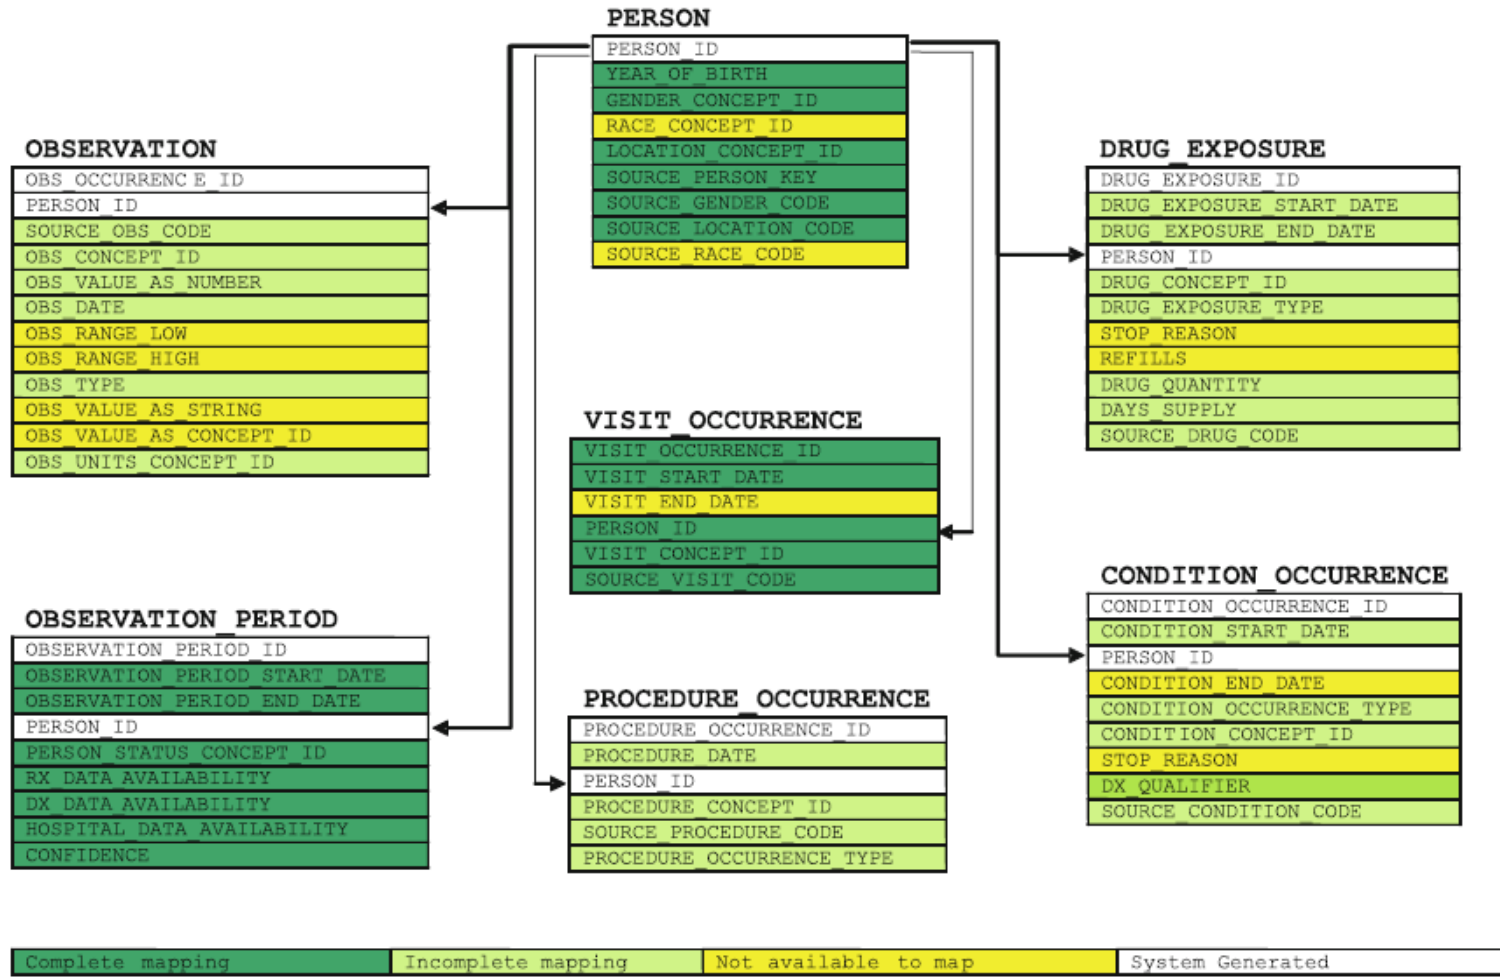 PERSON
PERSON_ID
YEAR_OF_BIRTH
GENDER_CONCEPT_ID
RACE_CONCEPT_ID
LOCATION_CONCEPT_ID
SOURCE_PERSON_KEY
SOURCE_GENDER_CODE
SOURCE_LOCATION_CODE
SOURCE_RACE_CODE
OBSERVATION
OBS_OCCURRENC E_ID
PERSON_ID
SOURCE_OBS_CODE
OBS_CONCEPT_ID
OBS_VALUE_AS_NUMBER
OBS_DATE
OBS_RANGE_LOW
OBS_RANGE_HIGH
OBS_TYPE
OBS_VALUE_AS_STRING
OBS_VALUE_AS_CONCEPT_ID
OBS_UNITS_CONCEPT_ID
DRUG_EXPOSURE
DRUG_EXPOSURE_ID
DRUG_EXPOSURE_START_DATE
DRUG_EXPOSURE_END_DATE
PERSON_ID
DRUG_CONCEPT_ID
DRUG_EXPOSURE_TYPE
STOP_REASON
REFILLS
DRUG_QUANTITY
DAYS_SUPPLY
SOURCE_DRUG_CODE
VISIT_OCCURRENCE
VISIT_OCCURRENCE_ID
VISIT_START_DATE
VISIT_END_DATE
PERSON_ID
VISIT_CONCEPT_ID
SOURCE_VISIT_CODE
OBSERVATION_PERIOD
OBSERVATION_PERIOD_ID
OBSERVATION_PERIOD_START_DATE
OBSERVATION_PERIOD_END_DATE
PERSON_ID
PERSON_STATUS_CONCEPT_ID
RX_DATA_AVAILABILITY
DX_DATA_AVAILABILITY
HOSPITAL_DATA_AVAILABILITY
CONFIDENCE
PROCEDURE_OCCURRENCE
PROCEDURE_OCCURRENCE_ID
PROCEDURE_DATE
PERSON_ID
PROCEDURE_CONCEPT_ID
SOURCE_PROCEDURE_CODE
PROCEDURE_OCCURRENCE_TYPE
CONDITION_OCCURRENCE
CONDITION_OCCURRENCE_ID
CONDITION_START_DATE
PERSON_ID
CONDITION_END_DATE
CONDITION_OCCURRENCE_TYPE
CONDITION_CONCEPT_ID
STOP_REASON
DX_QUALIFIER
SOURCE_CONDITION_CODE
Complete mapping
Incomplete mapping
Not available to map
System Generated